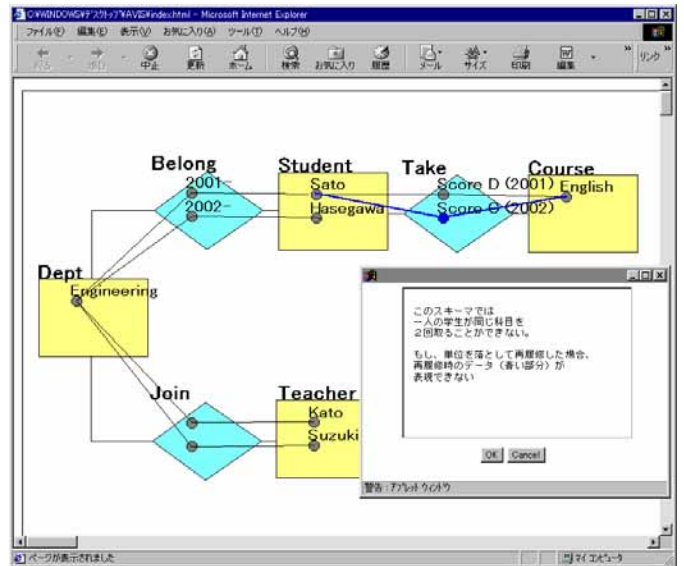 C:¥WINDOWS¥デスクトップ¥AVIS¥index.html - Microsoft Internet Explorer
ファイル(F) 編集(E) 表示(V) お気に入り(A) ツール(T) ヘルプ(H)
戻る 進む 中止 更新 ホーム 検索 お気に入り 履歴 メール サイズ 印刷 編集 » リンク »
Belong Student Take Course
2001- Sato Score D (2001) English
2002- Hasegawa Score C (2002)
Dept
Engineering
Join Teacher
Kato
Suzuki
このスキーマでは
一人の学生が同じ科目を
2回取ることができない。
もし、単位を落として再履修した場合、
再履修時のデータ（青い部分）が
表現できない
OK Cancel
警告：アプレット ウィンドウ
ページが表示されました マイ コンピュータ